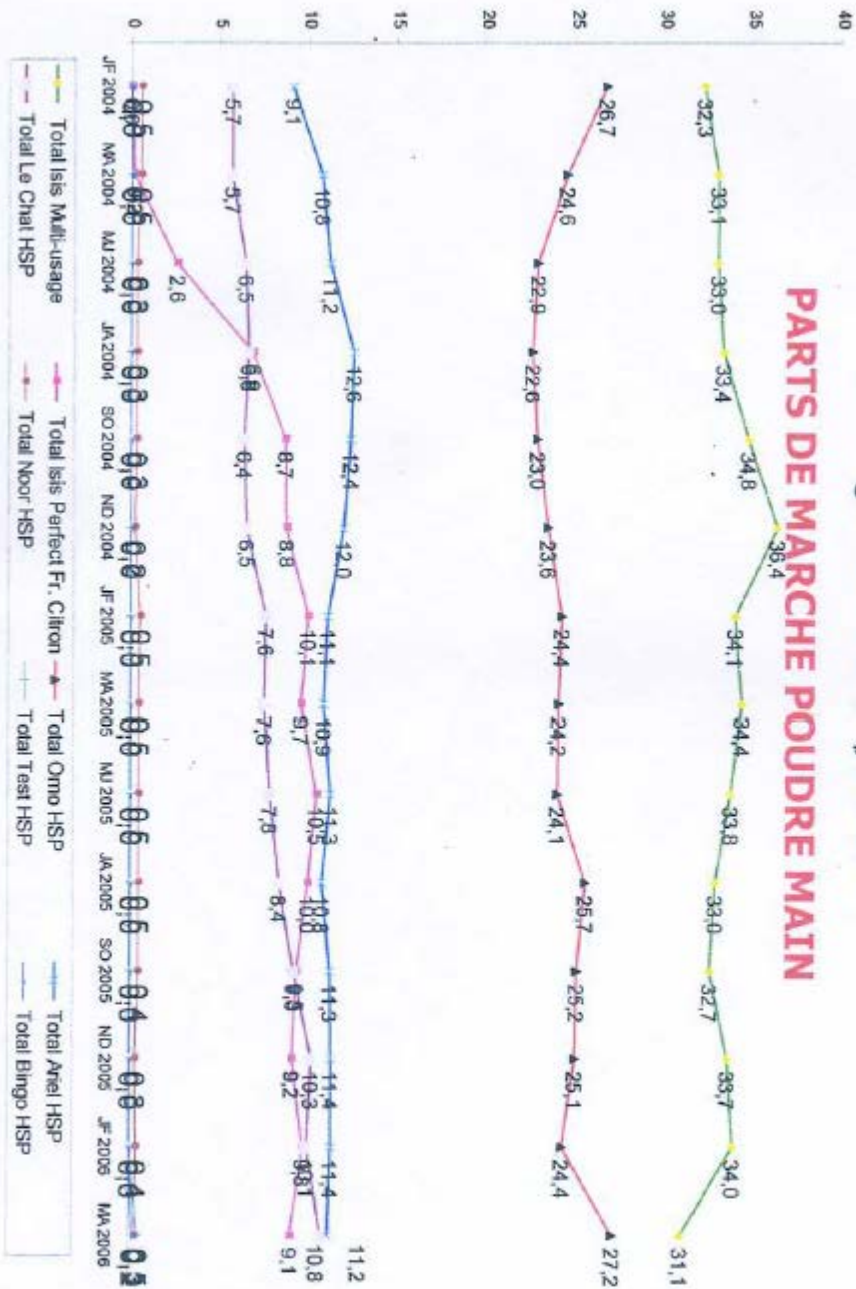 PARTS DE MARCHE POUDRE MAIN
40
35
30
25
20
15
10
5
0
32,3 33,1 33,0 33,4 34,8 36,4 34,1 34,4 33,8 33,0 32,7 33,7 34,0 31,1
26,7 24,6 22,9 22,6 23,0 23,6 24,4 24,2 24,1 25,7 25,2 25,1 24,4 27,2
9,1 10,8 11,2 12,6 12,4 12,0 11,1 10,9 11,3 10,8 11,3 11,4 11,4 11,2
2,6 8,7 8,8 10,1 9,7 10,5 9,2 9,1
5,7 5,7 6,5 6,4 6,5 7,6 7,6 7,8 8,4 10,3 10,8
JF 2004 MA 2004 MJ 2004 JA 2004 SO 2004 ND 2004 JF 2005 MA 2005 MJ 2005 JA 2005 SO 2005 ND 2005 JF 2006 MA 2006
Total Isis Multi-usage Total Isis Perfect Fr. Citron Total Omo HSP Total Ariel HSP
Total Le Chat HSP Total Noor HSP Total Test HSP Total Bingo HSP